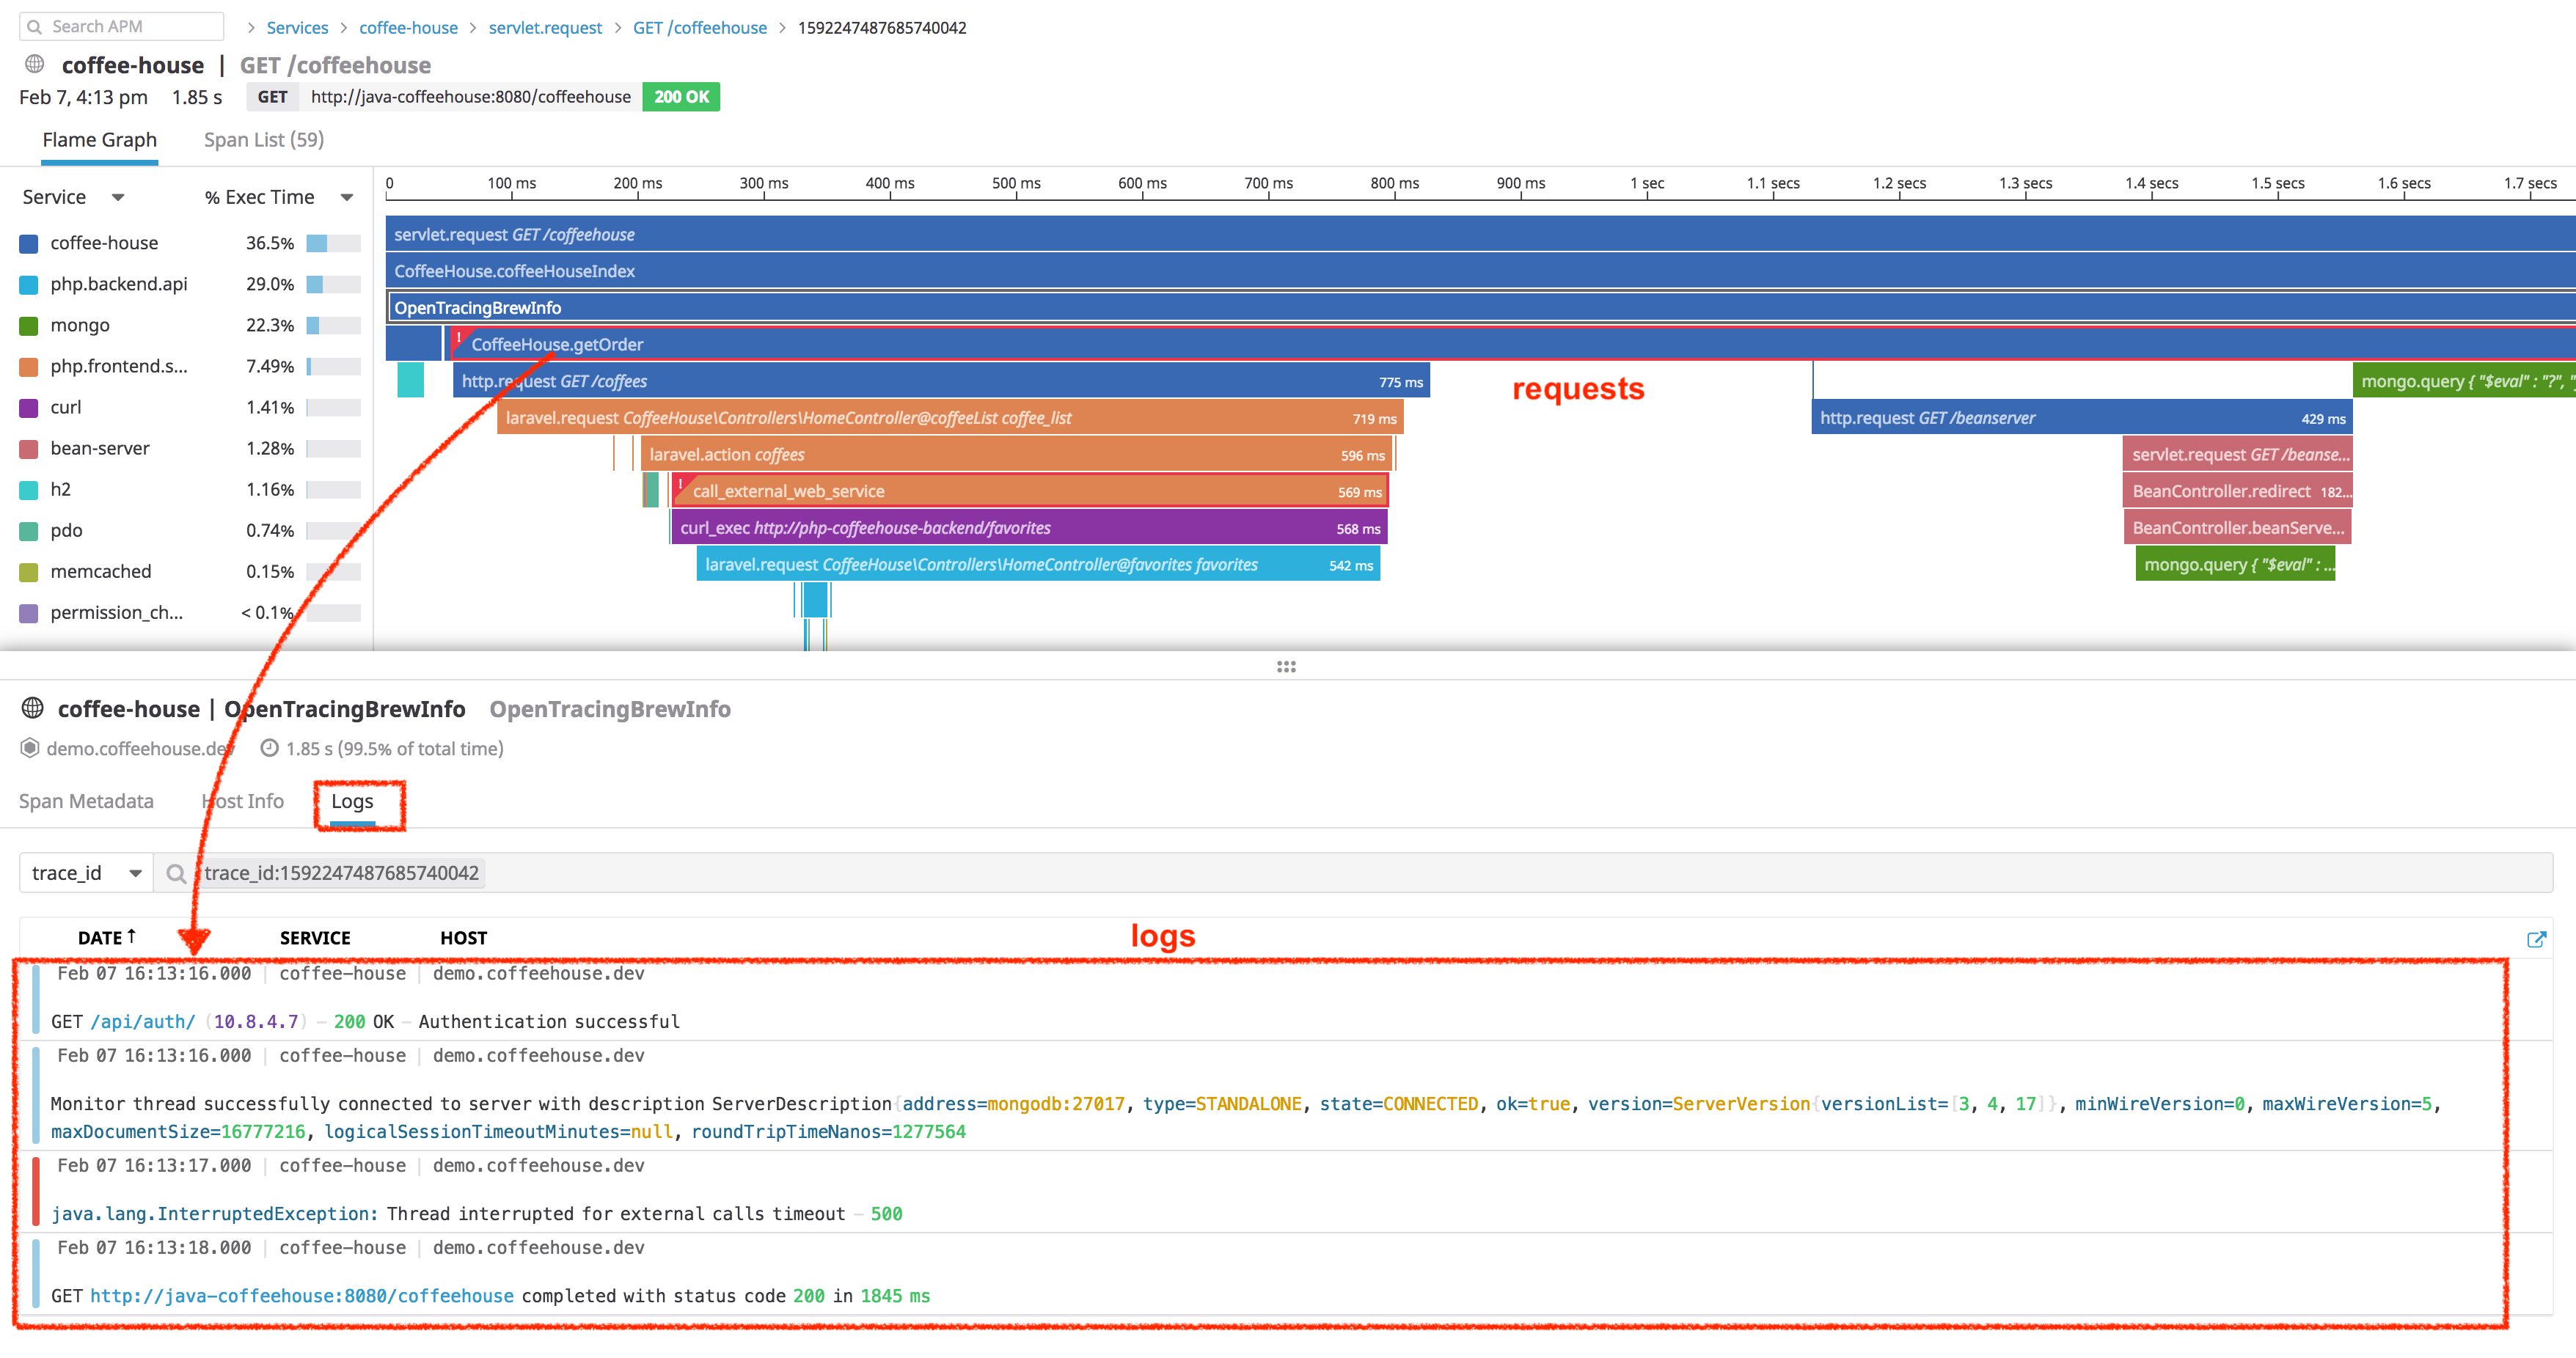 Search APM > Services > coffee-house > servlet.request > GET /coffeehouse > 1592247487685740042
coffee-house | GET /coffeehouse
Feb 7, 4:13 pm 1.85 s GET http://java-coffeehouse:8080/coffeehouse 200 OK
Flame Graph Span List (59)
Service % Exec Time
0 100 ms 200 ms 300 ms 400 ms 500 ms 600 ms 700 ms 800 ms 900 ms 1 sec 1.1 secs 1.2 secs 1.3 secs 1.4 secs 1.5 secs 1.6 secs 1.7 secs
coffee-house 36.5%
php.backend.api 29.0%
mongo 22.3%
php.frontend.s... 7.49%
curl 1.41%
bean-server 1.28%
h2 1.16%
pdo 0.74%
memcached 0.15%
permission_ch... < 0.1%
servlet.request GET /coffeehouse
CoffeeHouse.coffeeHouseIndex
OpenTracingBrewInfo
! CoffeeHouse.getOrder
http.request GET /coffees 775 ms
requests
mongo.query { "$eval" : "?", "
laravel.request CoffeeHouse\Controllers\HomeController@coffeeList coffee_list 719 ms
http.request GET /beanserver 429 ms
laravel.action coffees 596 ms
servlet.request GET /beanse...
! call_external_web_service 569 ms
BeanController.redirect 182...
curl_exec http://php-coffeehouse-backend/favorites 568 ms
BeanController.beanServe...
laravel.request CoffeeHouse\Controllers\HomeController@favorites favorites 542 ms
mongo.query { "$eval" : ...
coffee-house | OpenTracingBrewInfo OpenTracingBrewInfo
demo.coffeehouse.dev 1.85 s (99.5% of total time)
Span Metadata Host Info Logs
trace_id trace_id:1592247487685740042
logs
DATE↑ SERVICE HOST
Feb 07 16:13:16.000 | coffee-house | demo.coffeehouse.dev
GET /api/auth/ (10.8.4.7) – 200 OK – Authentication successful
Feb 07 16:13:16.000 | coffee-house | demo.coffeehouse.dev
Monitor thread successfully connected to server with description ServerDescription{address=mongodb:27017, type=STANDALONE, state=CONNECTED, ok=true, version=ServerVersion{versionList=[3, 4, 17]}, minWireVersion=0, maxWireVersion=5,
maxDocumentSize=16777216, logicalSessionTimeoutMinutes=null, roundTripTimeNanos=1277564
Feb 07 16:13:17.000 | coffee-house | demo.coffeehouse.dev
java.lang.InterruptedException: Thread interrupted for external calls timeout – 500
Feb 07 16:13:18.000 | coffee-house | demo.coffeehouse.dev
GET http://java-coffeehouse:8080/coffeehouse completed with status code 200 in 1845 ms